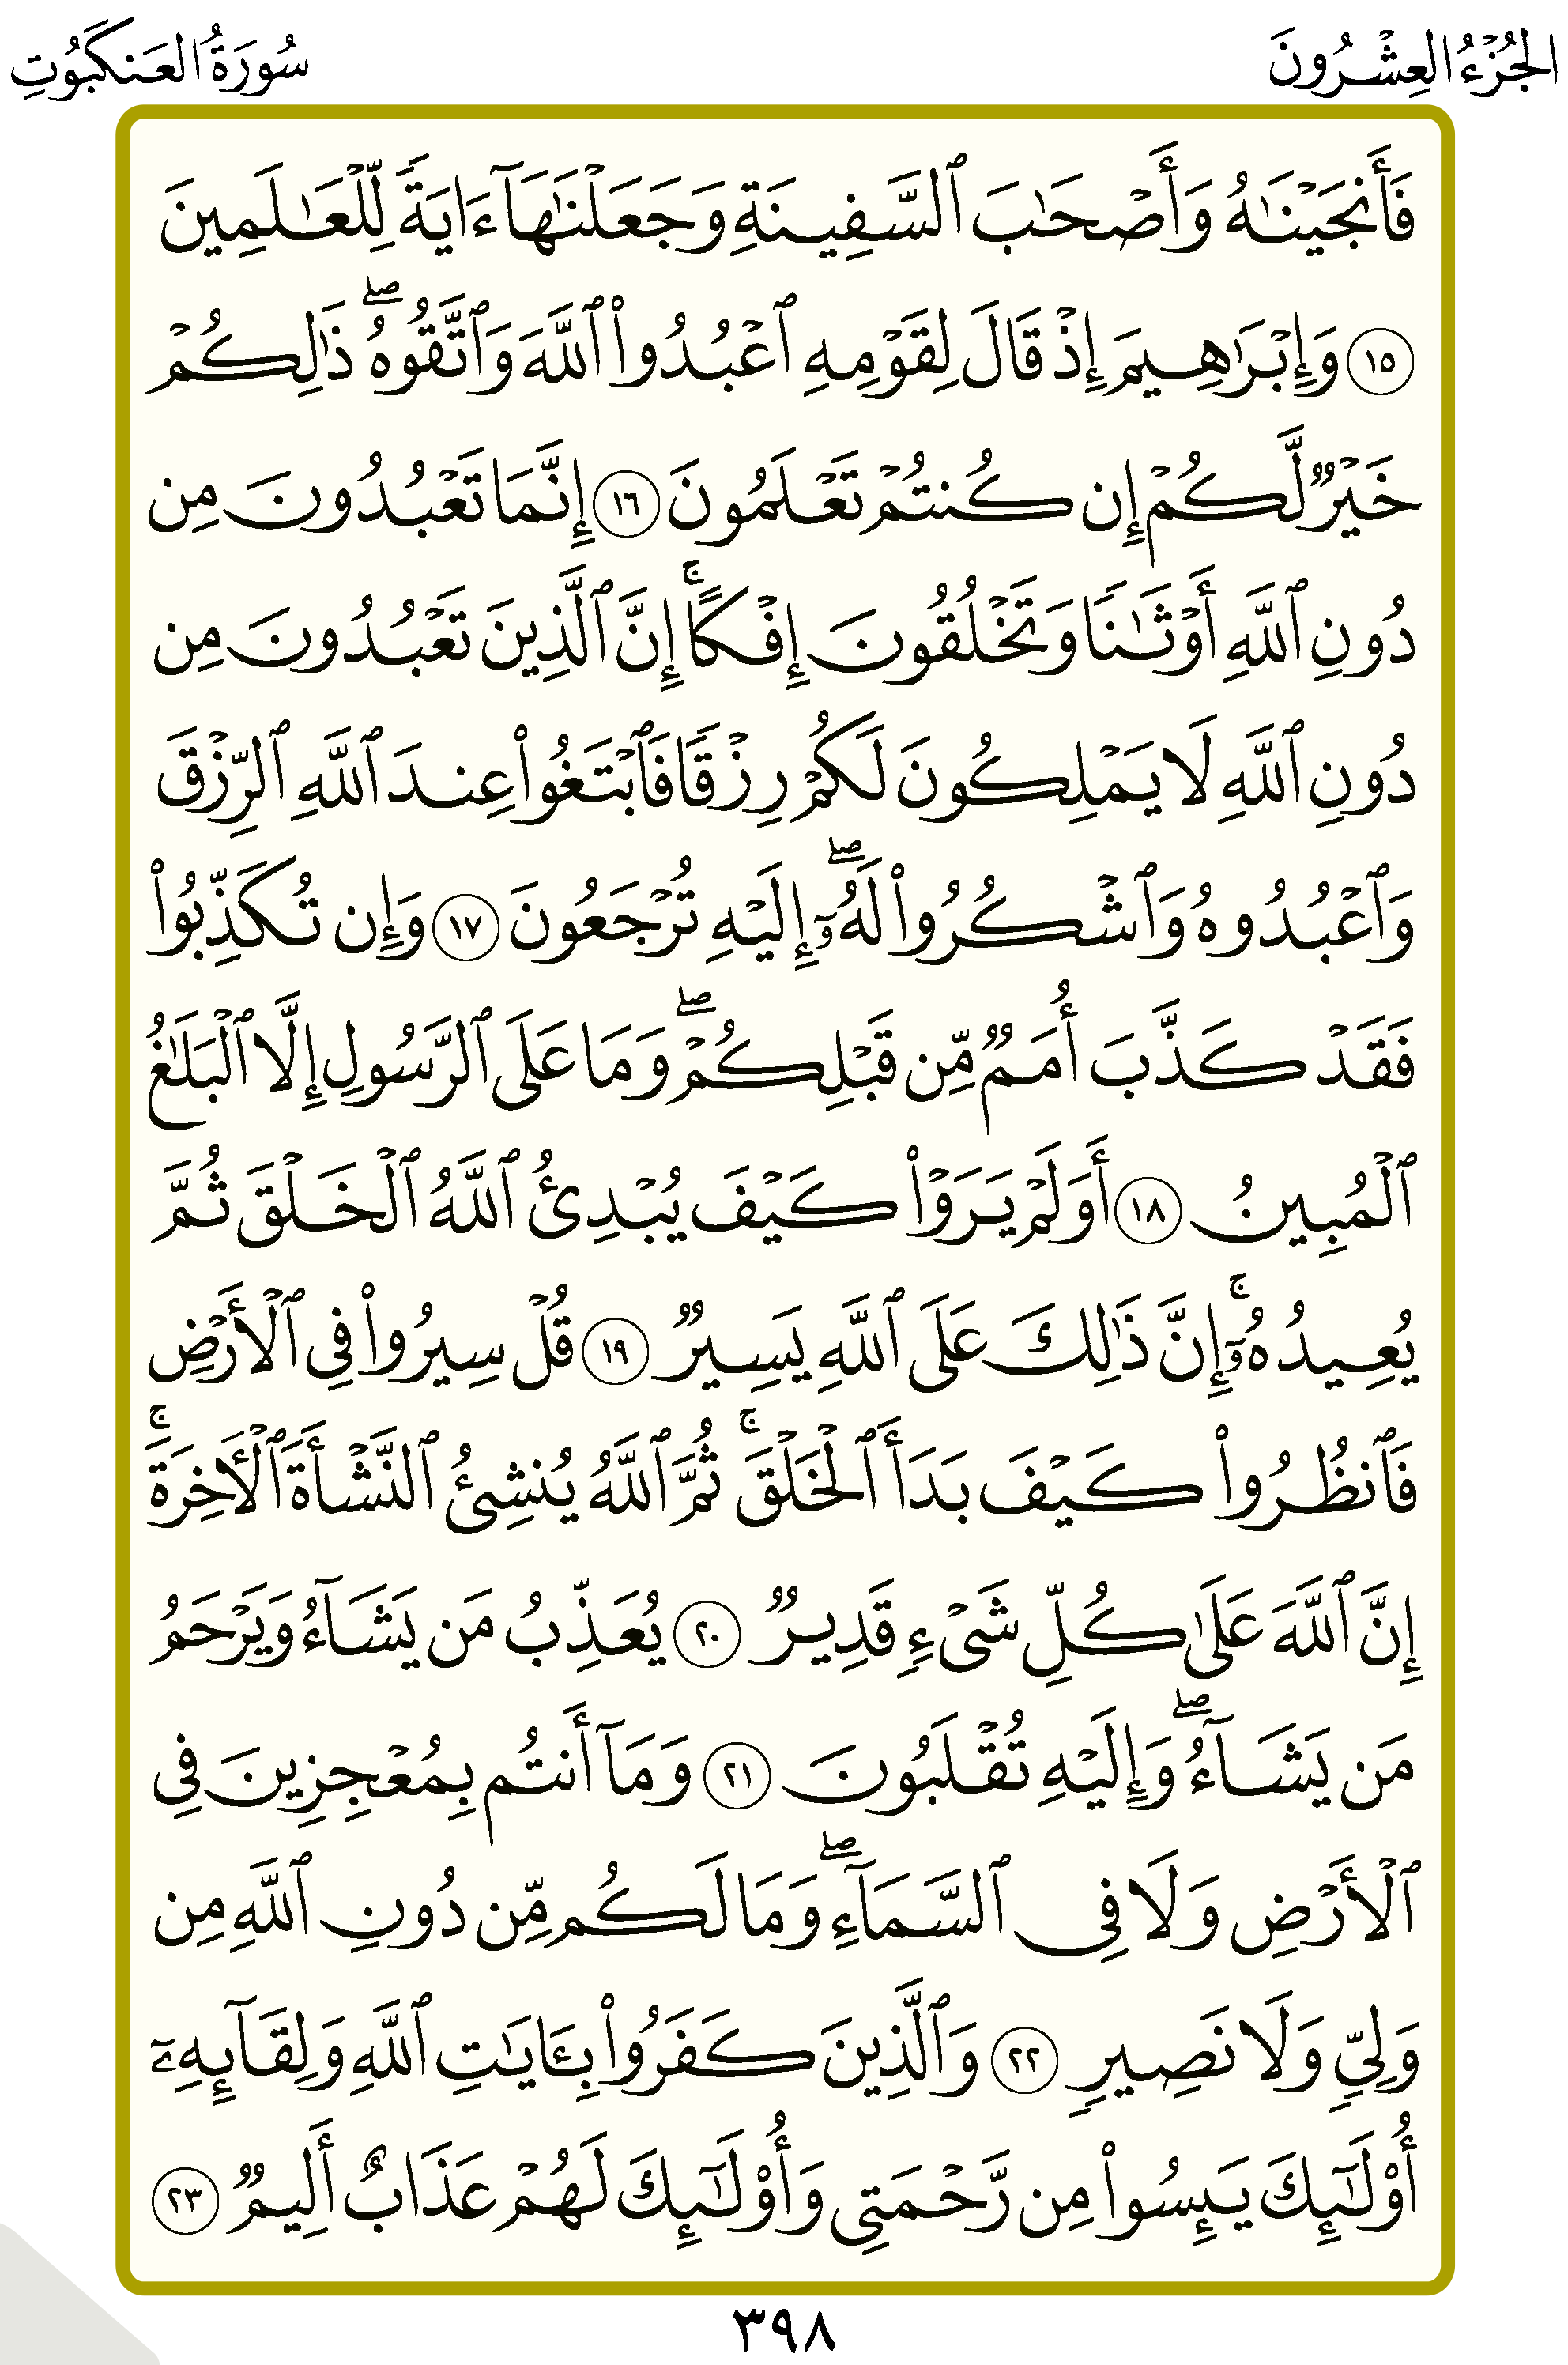 الجُزْءُ العِشْرُونَ
سُورَةُ العَنكَبُوتِ
فَأَنجَيْنَٰهُ وَأَصْحَٰبَ ٱلسَّفِينَةِ وَجَعَلْنَٰهَآ ءَايَةً لِّلْعَٰلَمِينَ
١٥ وَإِبْرَٰهِيمَ إِذْ قَالَ لِقَوْمِهِ ٱعْبُدُوا۟ ٱللَّهَ وَٱتَّقُوهُ ۖ ذَٰلِكُمْ
خَيْرٌ لَّكُمْ إِن كُنتُمْ تَعْلَمُونَ ١٦ إِنَّمَا تَعْبُدُونَ مِن
دُونِ ٱللَّهِ أَوْثَٰنًا وَتَخْلُقُونَ إِفْكًا ۚ إِنَّ ٱلَّذِينَ تَعْبُدُونَ مِن
دُونِ ٱللَّهِ لَا يَمْلِكُونَ لَكُمْ رِزْقًا فَٱبْتَغُوا۟ عِندَ ٱللَّهِ ٱلرِّزْقَ
وَٱعْبُدُوهُ وَٱشْكُرُوا۟ لَهُۥٓ ۖ إِلَيْهِ تُرْجَعُونَ ١٧ وَإِن تُكَذِّبُوا۟
فَقَدْ كَذَّبَ أُمَمٌ مِّن قَبْلِكُمْ ۖ وَمَا عَلَى ٱلرَّسُولِ إِلَّا ٱلْبَلَٰغُ
ٱلْمُبِينُ ١٨ أَوَلَمْ يَرَوْا۟ كَيْفَ يُبْدِئُ ٱللَّهُ ٱلْخَلْقَ ثُمَّ
يُعِيدُهُۥٓ ۚ إِنَّ ذَٰلِكَ عَلَى ٱللَّهِ يَسِيرٌ ١٩ قُلْ سِيرُوا۟ فِى ٱلْأَرْضِ
فَٱنظُرُوا۟ كَيْفَ بَدَأَ ٱلْخَلْقَ ۚ ثُمَّ ٱللَّهُ يُنشِئُ ٱلنَّشْأَةَ ٱلْءَاخِرَةَ ۚ
إِنَّ ٱللَّهَ عَلَىٰ كُلِّ شَىْءٍ قَدِيرٌ ٢٠ يُعَذِّبُ مَن يَشَآءُ وَيَرْحَمُ
مَن يَشَآءُ ۖ وَإِلَيْهِ تُقْلَبُونَ ٢١ وَمَآ أَنتُم بِمُعْجِزِينَ فِى
ٱلْأَرْضِ وَلَا فِى ٱلسَّمَآءِ ۖ وَمَا لَكُم مِّن دُونِ ٱللَّهِ مِن
وَلِىٍّ وَلَا نَصِيرٍ ٢٢ وَٱلَّذِينَ كَفَرُوا۟ بِـَٔايَٰتِ ٱللَّهِ وَلِقَآئِهِۦٓ
أُو۟لَٰٓئِكَ يَئِسُوا۟ مِن رَّحْمَتِى وَأُو۟لَٰٓئِكَ لَهُمْ عَذَابٌ أَلِيمٌ ٢٣
٣٩٨